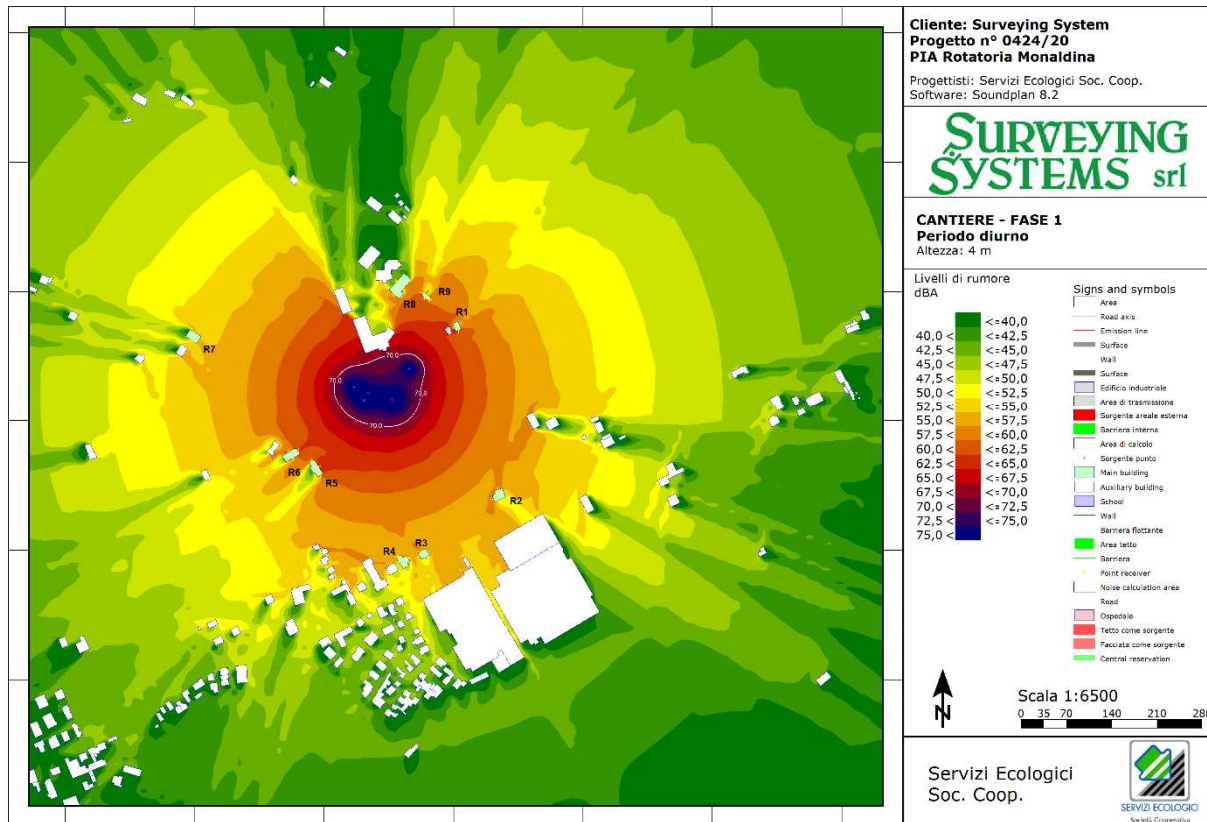 Cliente: Surveying System
Progetto n° 0424/20
PIA Rotatoria Monaldina
Progettisti: Servizi Ecologici Soc. Coop.
Software: Soundplan 8.2
SURVEYING
SYSTEMS srl
CANTIERE - FASE 1
Periodo diurno
Altezza: 4 m
Livelli di rumore
dBA
<=40,0
40,0 < <=42,5
42,5 < <=45,0
45,0 < <=47,5
47,5 < <=50,0
50,0 < <=52,5
52,5 < <=55,0
55,0 < <=57,5
57,5 < <=60,0
60,0 < <=62,5
62,5 < <=65,0
65,0 < <=67,5
67,5 < <=70,0
70,0 < <=72,5
72,5 < <=75,0
75,0 <
Signs and symbols
Area
Road axis
Emission line
Surface
Wall
Surface
Edificio industriale
Area di trasmissione
Sorgente areale esterna
Barriera interna
Area di calcolo
Sorgente punto
Main building
Auxiliary building
School
Wall
Barriera flottante
Area tetto
Barriera
Point receiver
Noise calculation area
Road
Ospedale
Tetto come sorgente
Facciata come sorgente
Central reservation
N
Scala 1:6500
0 35 70 140 210 280
Servizi Ecologici
Soc. Coop.
SERVIZI ECOLOGICI
Società Cooperativa
R8
R9
R1
R7
70.0
70.0
70.0
R6
R5
R2
R4
R3